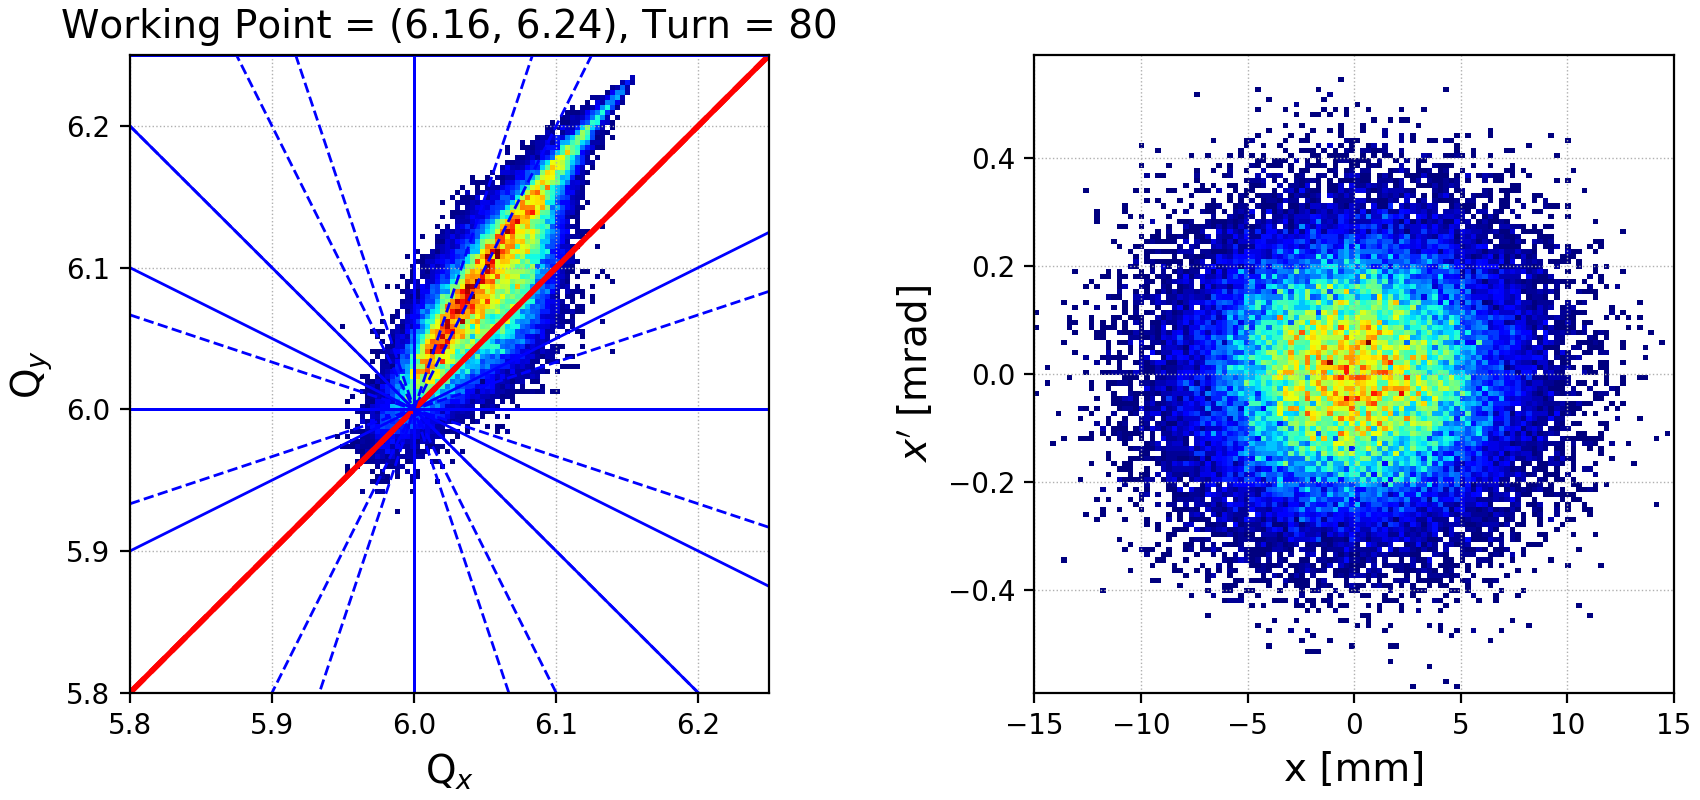 Working Point = (6.16, 6.24), Turn = 80
6.2
6.1
6.0
5.9
5.8
Q_y
5.8 5.9 6.0 6.1 6.2
Q_x
0.4
0.2
0.0
−0.2
−0.4
x′ [mrad]
−15 −10 −5 0 5 10 15
x [mm]